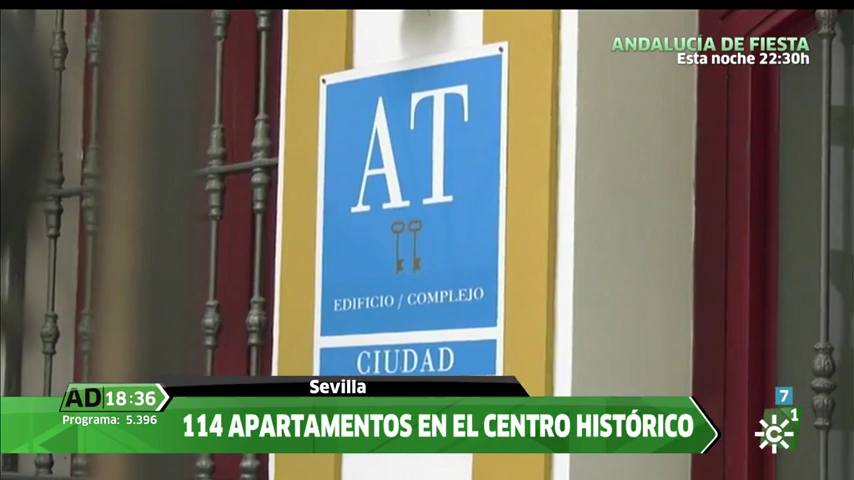 ANDALUCÍA DE FIESTA
Esta noche 22:30h
AT
EDIFICIO / COMPLEJO
CIUDAD
Sevilla
AD 18:36
Programa: 5.396
114 APARTAMENTOS EN EL CENTRO HISTÓRICO
7
1